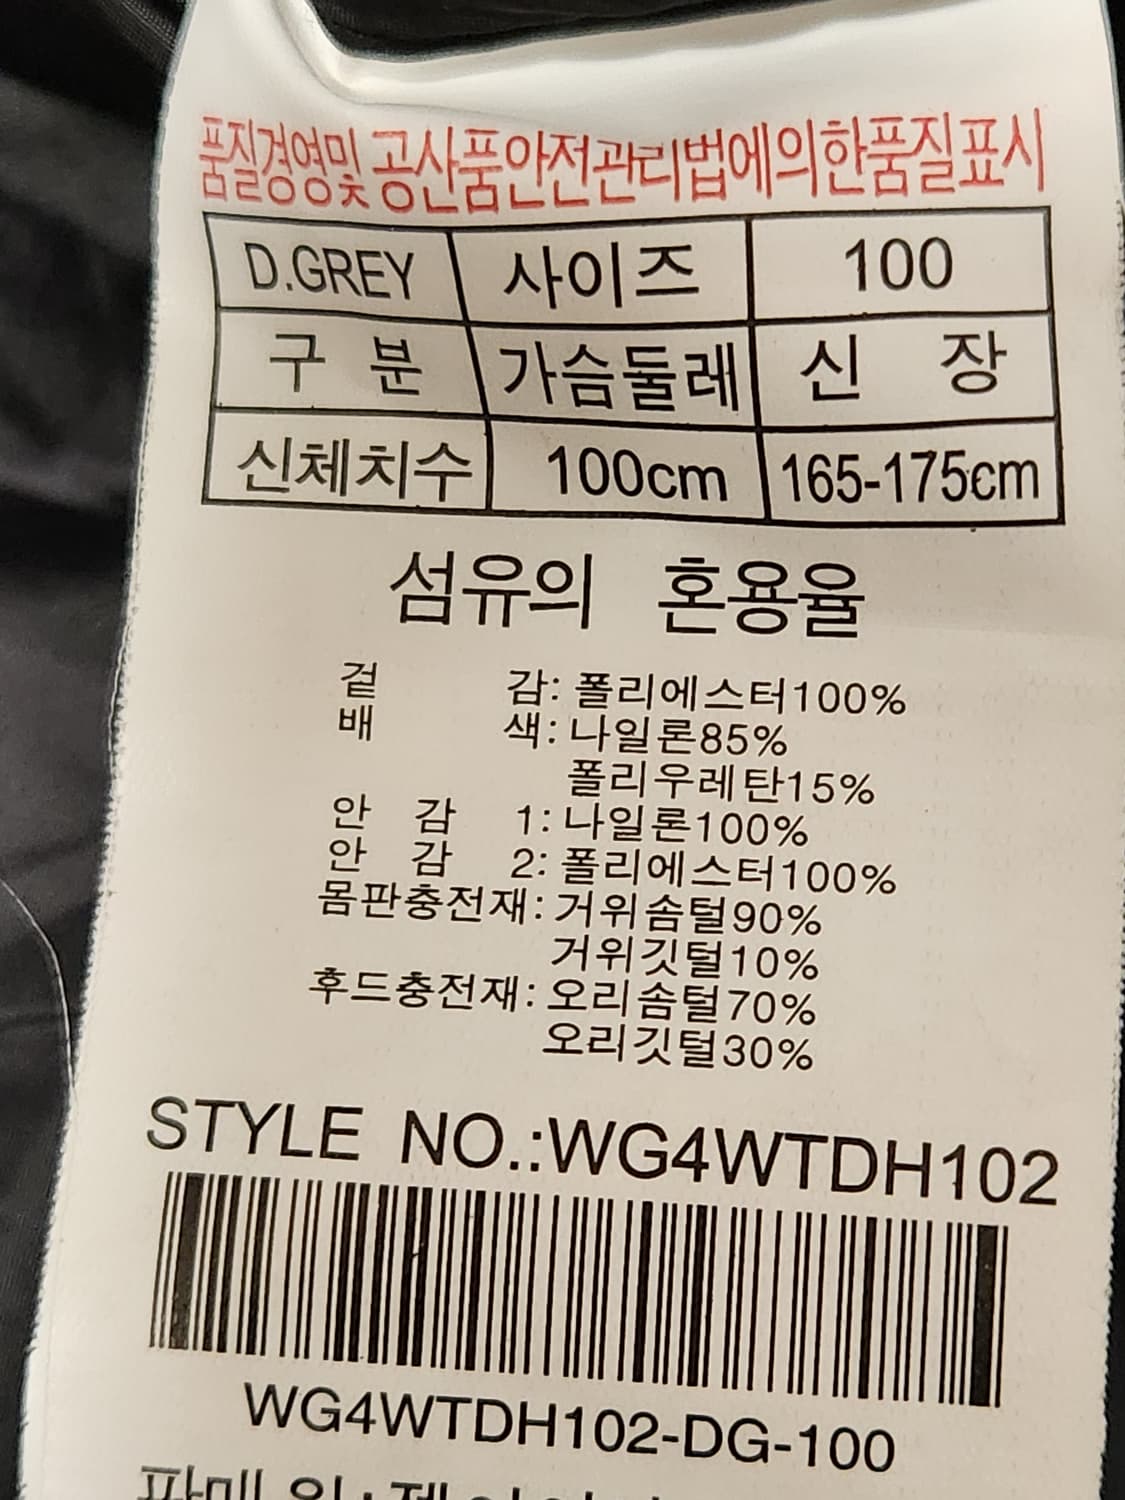 품질경영및 공산품안전관리법에의한품질표시
D.GREY 사이즈 100
구 분 가슴둘레 신 장
신체치수 100cm 165-175cm
섬유의 혼용율
겉 감: 폴리에스터100%
배 색: 나일론85%
폴리우레탄15%
안 감 1: 나일론100%
안 감 2: 폴리에스터100%
몸판충전재: 거위솜털90%
거위깃털10%
후드충전재: 오리솜털70%
오리깃털30%
STYLE NO.:WG4WTDH102
WG4WTDH102-DG-100